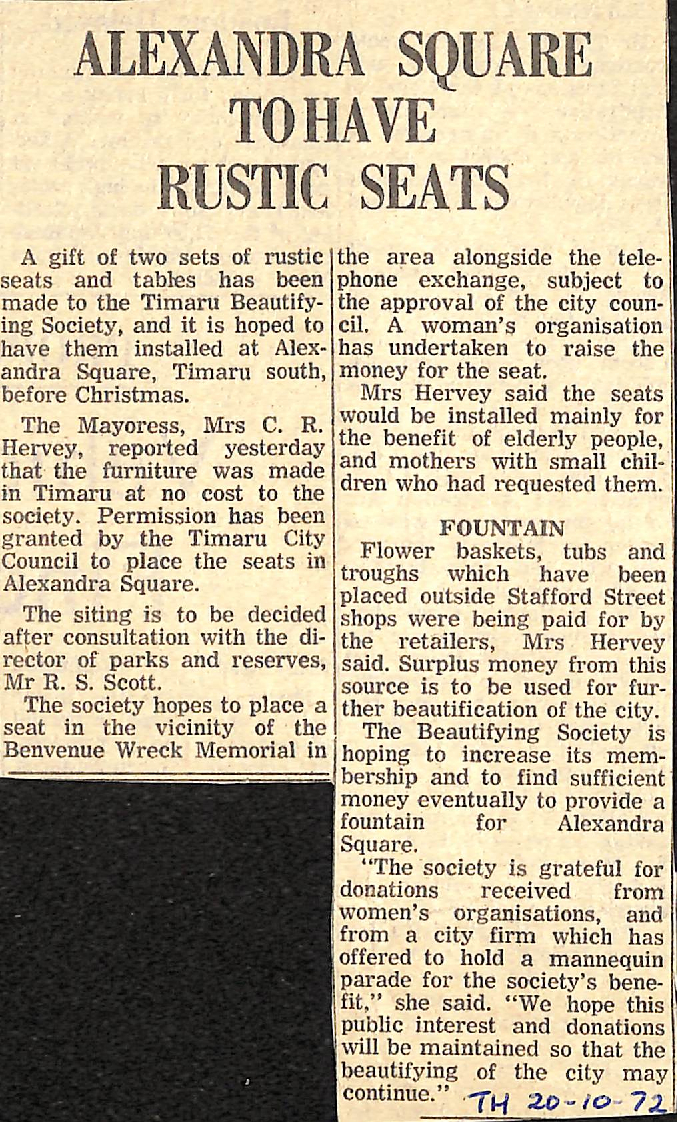 ALEXANDRA SQUARE
TO HAVE
RUSTIC SEATS
A gift of two sets of rustic
seats and tables has been
made to the Timaru Beautify-
ing Society, and it is hoped to
have them installed at Alex-
andra Square, Timaru south,
before Christmas.
The Mayoress, Mrs C. R.
Hervey, reported yesterday
that the furniture was made
in Timaru at no cost to the
society. Permission has been
granted by the Timaru City
Council to place the seats in
Alexandra Square.
The siting is to be decided
after consultation with the di-
rector of parks and reserves,
Mr R. S. Scott.
The society hopes to place a
seat in the vicinity of the
Benvenue Wreck Memorial in
the area alongside the tele-
phone exchange, subject to
the approval of the city coun-
cil. A woman's organisation
has undertaken to raise the
money for the seat.
Mrs Hervey said the seats
would be installed mainly for
the benefit of elderly people,
and mothers with small chil-
dren who had requested them.
FOUNTAIN
Flower baskets, tubs and
troughs which have been
placed outside Stafford Street
shops were being paid for by
the retailers, Mrs Hervey
said. Surplus money from this
source is to be used for fur-
ther beautification of the city.
The Beautifying Society is
hoping to increase its mem-
bership and to find sufficient
money eventually to provide a
fountain for Alexandra
Square.
"The society is grateful for
donations received from
women's organisations, and
from a city firm which has
offered to hold a mannequin
parade for the society's bene-
fit," she said. "We hope this
public interest and donations
will be maintained so that the
beautifying of the city may
continue."
TH 20-10-72